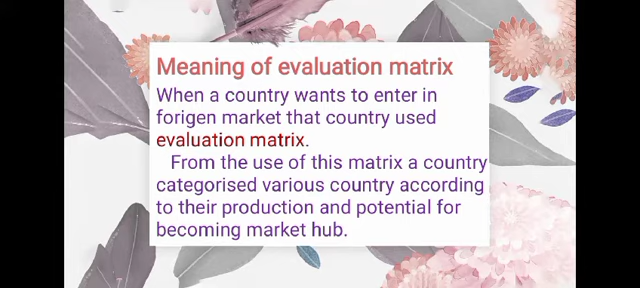 Meaning of evaluation matrix
When a country wants to enter in
forigen market that country used
evaluation matrix.
From the use of this matrix a country
categorised various country according
to their production and potential for
becoming market hub.